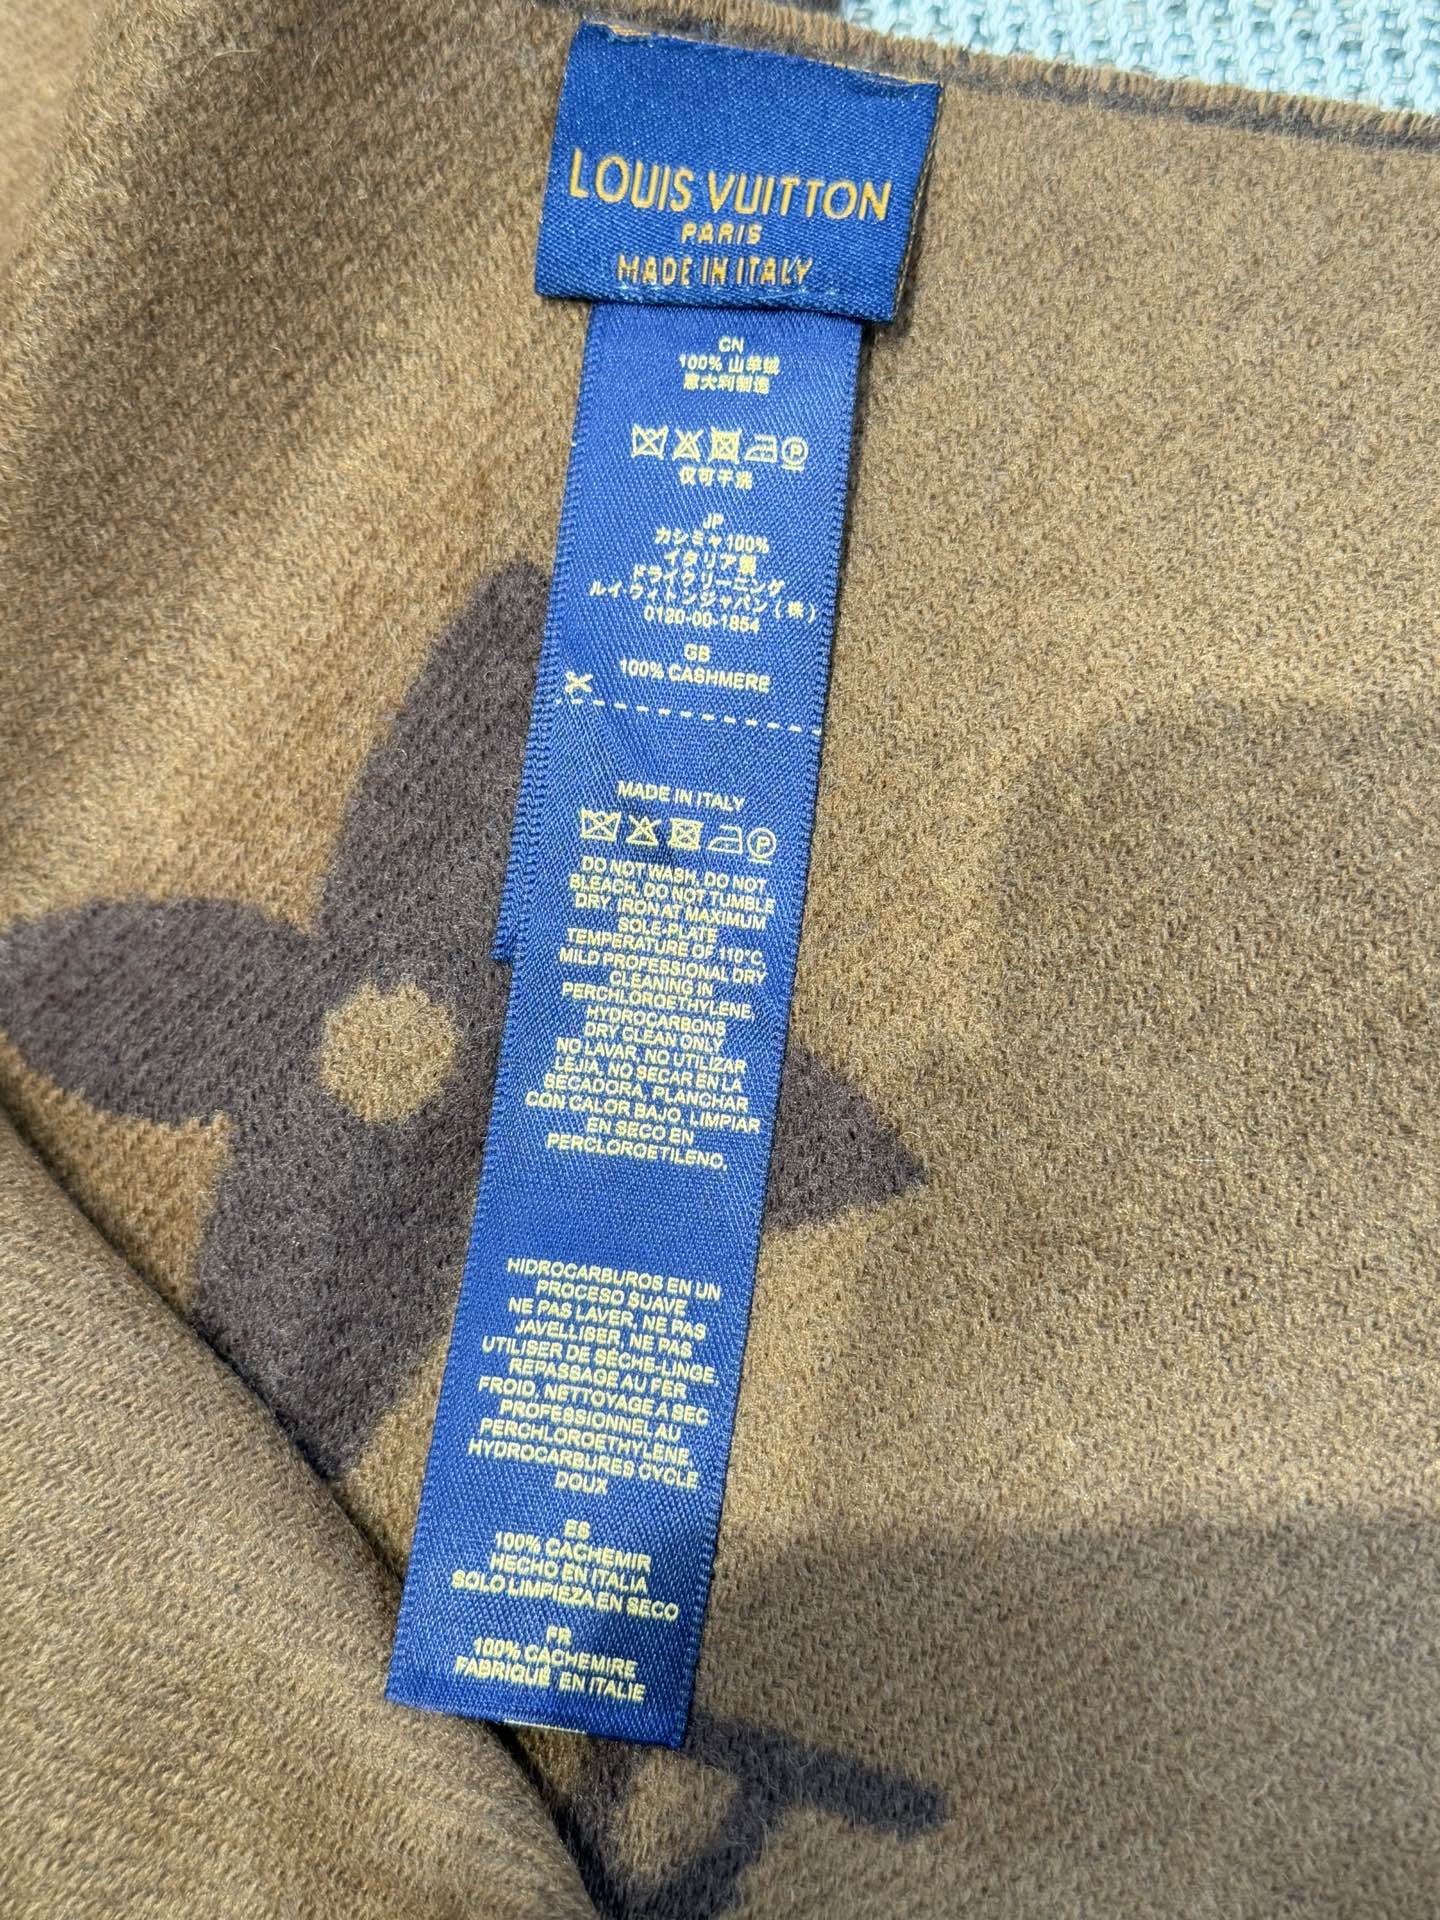 LOUIS VUITTON
PARIS
MADE IN ITALY
CN
100% 山羊绒
意大利制造
P
仅可干洗
JP
カシミャ100%
イタリア製
ドライクリーニング
ルイ·ウィトンジャパン(株)
0120-00-1854
GB
100% CASHMERE
MADE IN ITALY
P
DO NOT WASH, DO NOT
BLEACH, DO NOT TUMBLE
DRY, IRON AT MAXIMUM
SOLE-PLATE
TEMPERATURE OF 110°C,
MILD PROFESSIONAL DRY
CLEANING IN
PERCHLOROETHYLENE,
HYDROCARBONS
DRY CLEAN ONLY
NO LAVAR, NO UTILIZAR
LEJIA, NO SECAR EN LA
SECADORA, PLANCHAR
CON CALOR BAJO, LIMPIAR
EN SECO EN
PERCLOROETILENO,
HIDROCARBUROS EN UN
PROCESO SUAVE
NE PAS LAVER, NE PAS
JAVELLISER, NE PAS
UTILISER DE SÈCHE-LINGE,
REPASSAGE AU FER
FROID, NETTOYAGE A SEC
PROFESSIONNEL AU
PERCHLOROETHYLÈNE,
HYDROCARBURES CYCLE
DOUX
ES
100% CACHEMIR
HECHO EN ITALIA
SOLO LIMPIEZA EN SECO
FR
100% CACHEMIRE
FABRIQUÉ EN ITALIE